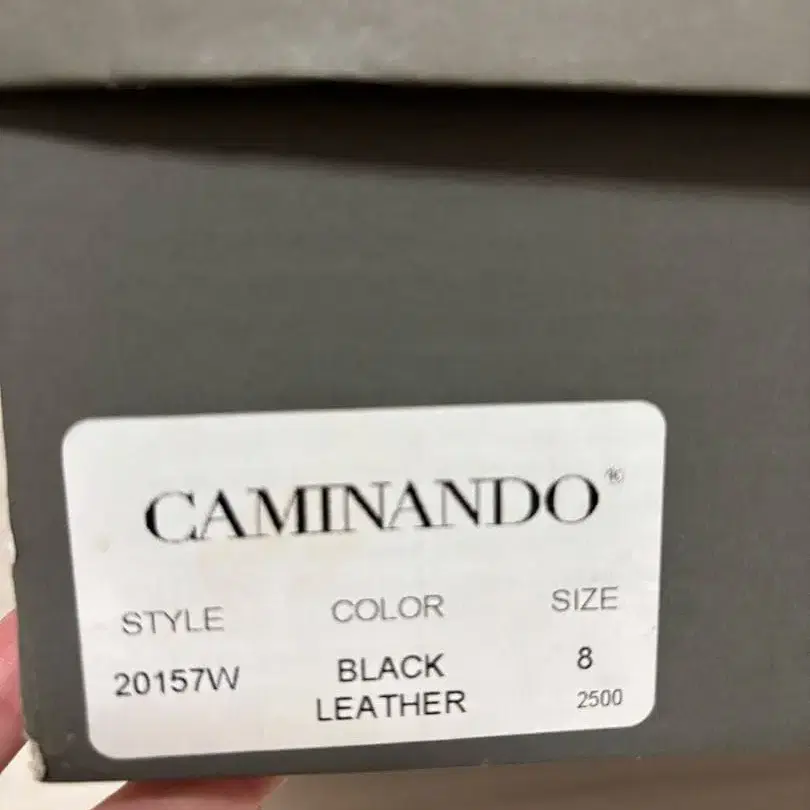 CAMINANDO®
STYLE COLOR SIZE
20157W BLACK LEATHER 8
2500